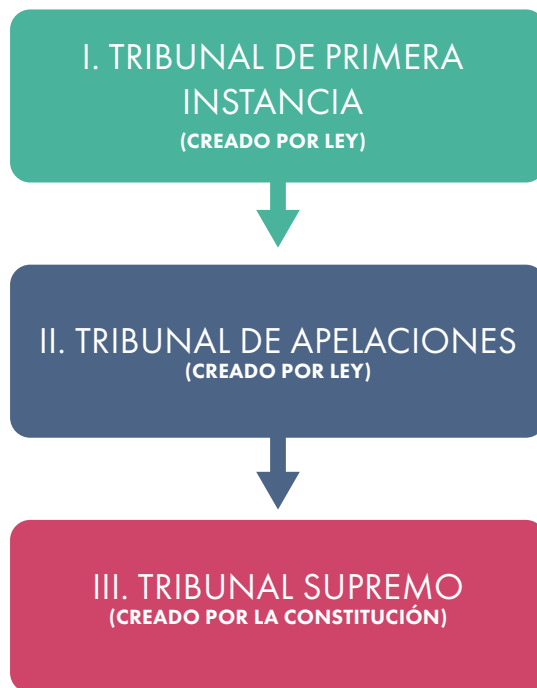 I. TRIBUNAL DE PRIMERA
INSTANCIA
(CREADO POR LEY)
II. TRIBUNAL DE APELACIONES
(CREADO POR LEY)
III. TRIBUNAL SUPREMO
(CREADO POR LA CONSTITUCIÓN)